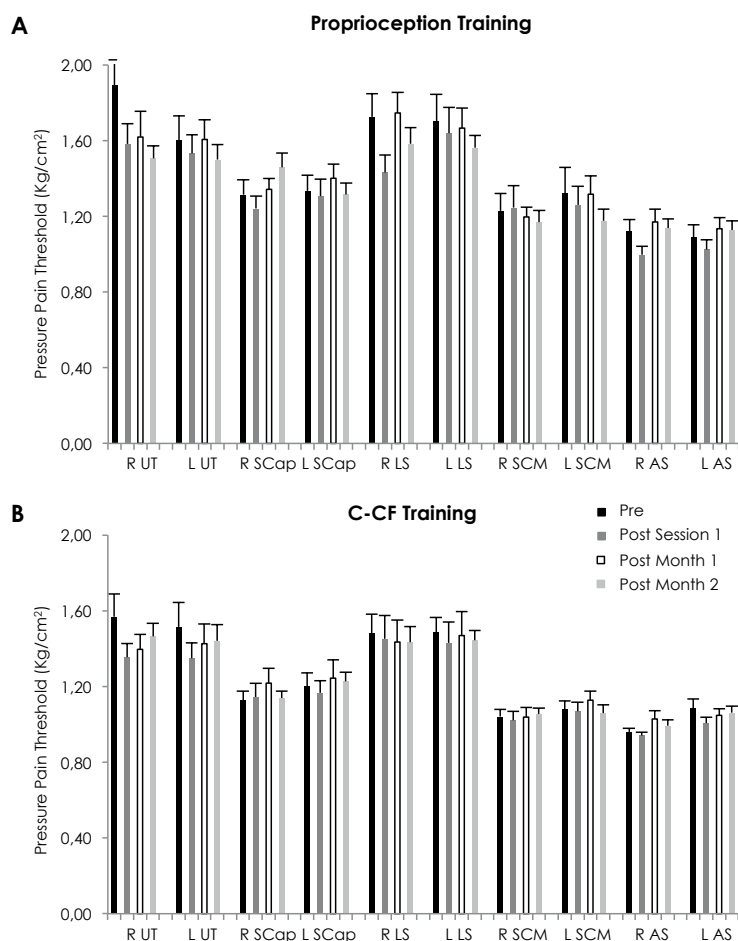 A
Proprioception Training
Pressure Pain Threshold (Kg/cm²)
2,00
1,60
1,20
0,80
0,40
0,00
R UT L UT R SCap L SCap R LS L LS R SCM L SCM R AS L AS
B
C-CF Training
Pre
Post Session 1
Post Month 1
Post Month 2
Pressure Pain Threshold (Kg/cm²)
2,00
1,60
1,20
0,80
0,40
0,00
R UT L UT R SCap L SCap R LS L LS R SCM L SCM R AS L AS